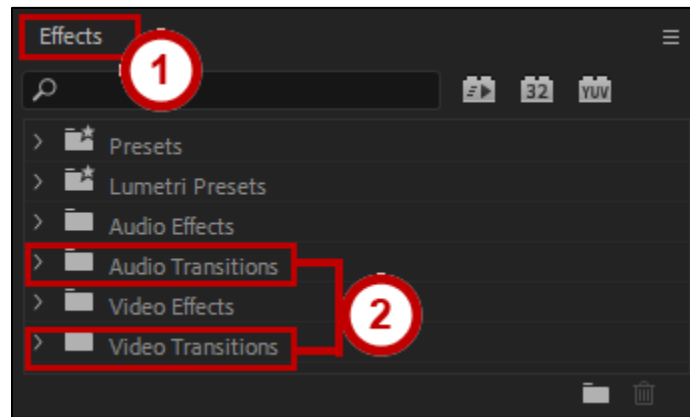 Effects
1
32 YUV
Presets
Lumetri Presets
Audio Effects
Audio Transitions
Video Effects
2
Video Transitions